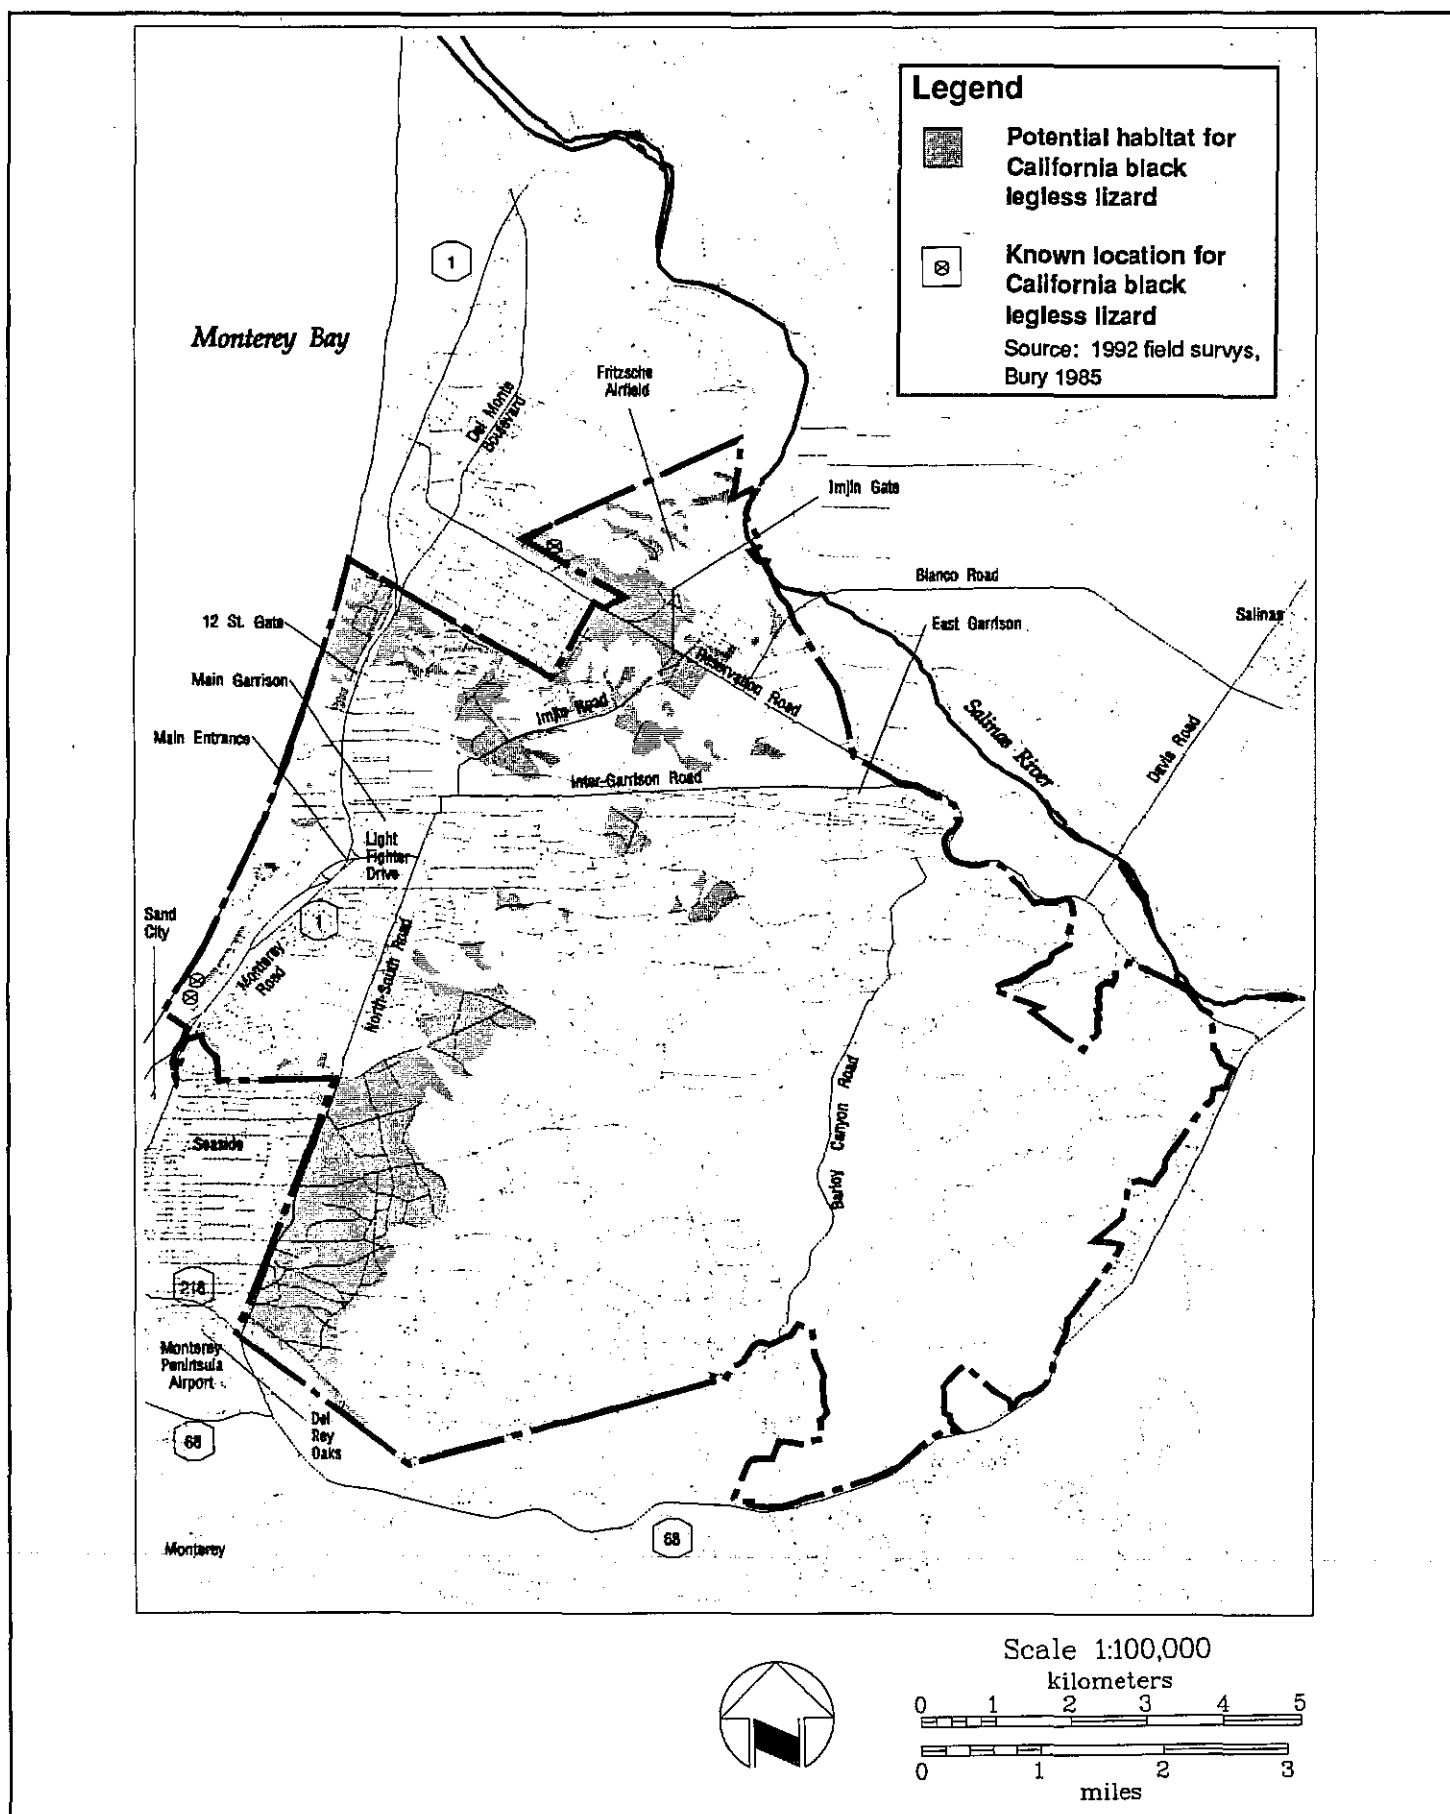 Legend
Potential habitat for
California black
legless lizard
Known location for
California black
legless lizard
Source: 1992 field survys,
Bury 1985
1
Monterey Bay
Fritzsche
Airfield
Del Monte
Boulevard
Imjin Gate
Blanco Road
12 St. Gate
East Garrison
Salinas
Main Garrison
Reservation Road
Imjin Road
Salinas River
Davis Road
Main Entrance
Inter-Garrison Road
Light
Fighter
Drive
Sand
City
1
Monterey
Road
North-South Road
Barloy Canyon Road
Seaside
218
Monterey
Peninsula
Airport
Del
Rey
Oaks
68
68
Monterey
Scale 1:100,000
kilometers
0 1 2 3 4 5
0 1 2 3
miles
N